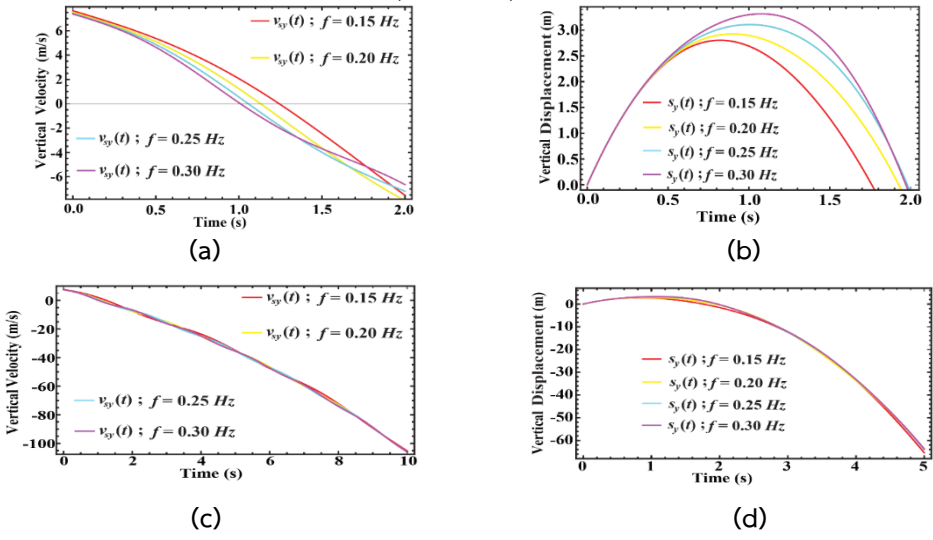 Vertical Velocity (m/s)
6
4
2
0
-2
-4
-6
v_sy(t) ; f = 0.15 Hz
v_sy(t) ; f = 0.20 Hz
v_sy(t) ; f = 0.25 Hz
v_sy(t) ; f = 0.30 Hz
0.0 0.5 1.0 1.5 2.0
Time (s)
(a)
Vertical Displacement (m)
3.0
2.5
2.0
1.5
1.0
0.5
0.0
s_y(t) ; f = 0.15 Hz
s_y(t) ; f = 0.20 Hz
s_y(t) ; f = 0.25 Hz
s_y(t) ; f = 0.30 Hz
0.0 0.5 1.0 1.5 2.0
Time (s)
(b)
Vertical Velocity (m/s)
0
-20
-40
-60
-80
-100
v_sy(t) ; f = 0.15 Hz
v_sy(t) ; f = 0.20 Hz
v_sy(t) ; f = 0.25 Hz
v_sy(t) ; f = 0.30 Hz
0 2 4 6 8 10
Time (s)
(c)
Vertical Displacement (m)
0
-10
-20
-30
-40
-50
-60
s_y(t) ; f = 0.15 Hz
s_y(t) ; f = 0.20 Hz
s_y(t) ; f = 0.25 Hz
s_y(t) ; f = 0.30 Hz
0 1 2 3 4 5
Time (s)
(d)